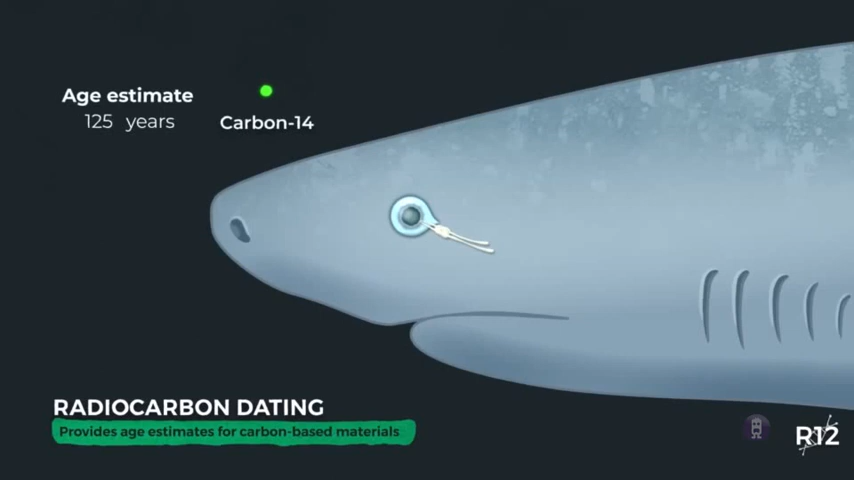 Age estimate
125 years
Carbon-14
RADIOCARBON DATING
Provides age estimates for carbon-based materials
R12